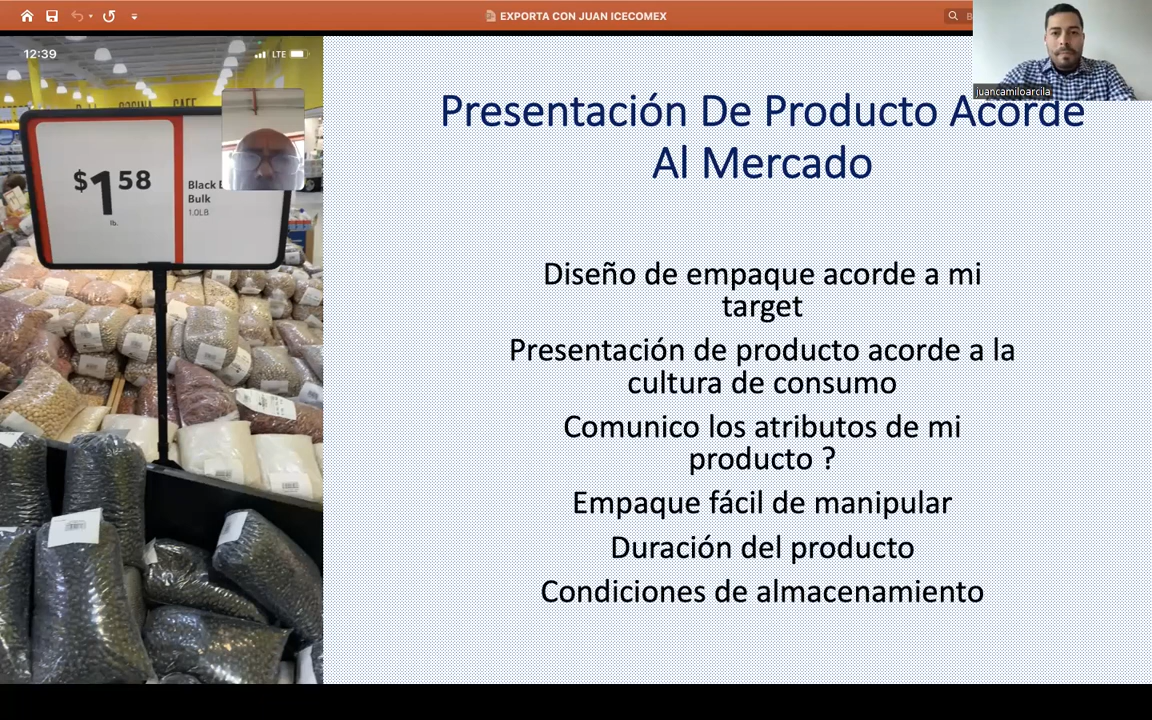 EXPORTA CON JUAN ICECOMEX
12:39
LTE
juancamiloarcila
$1 58
lb.
Black
Bulk
1.0LB
Presentación De Producto Acorde
Al Mercado
Diseño de empaque acorde a mi
target
Presentación de producto acorde a la
cultura de consumo
Comunico los atributos de mi
producto ?
Empaque fácil de manipular
Duración del producto
Condiciones de almacenamiento